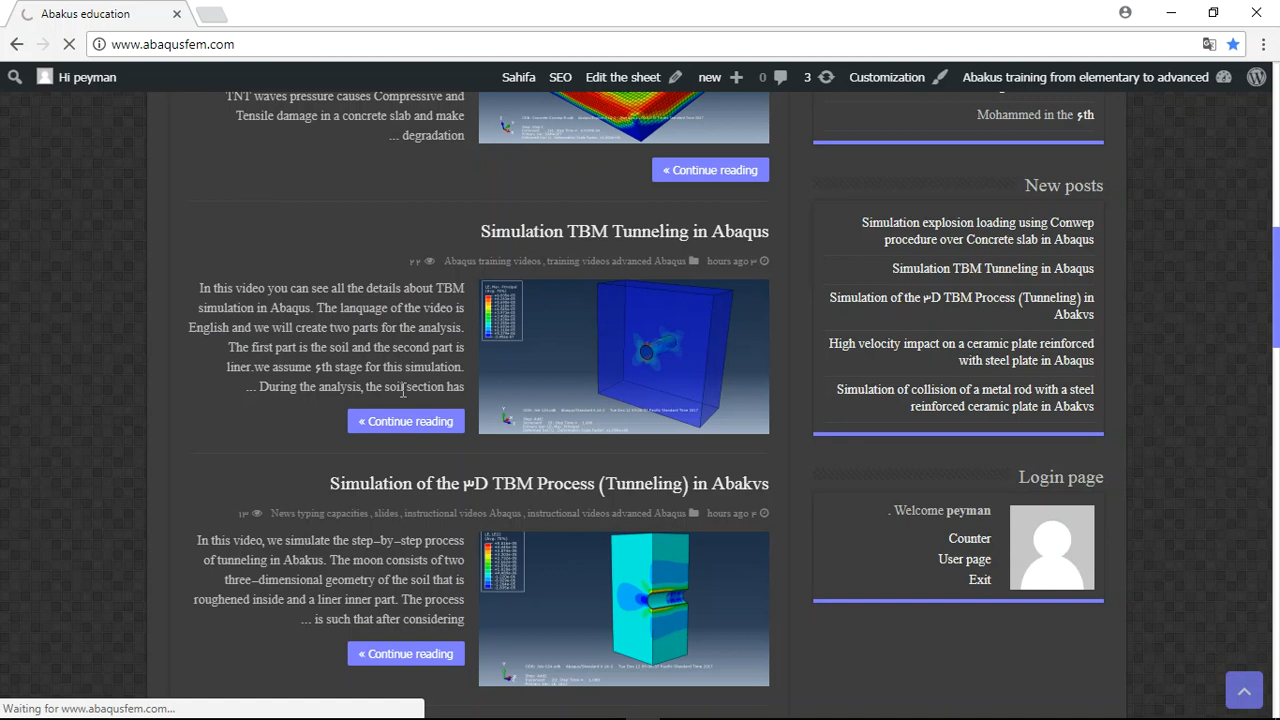 Abakus education
www.abaqusfem.com
Hi peyman
Sahifa
SEO
Edit the sheet
new
0
3
Customization
Abakus training from elementary to advanced
TNT waves pressure causes Compressive and
Tensile damage in a concrete slab and make
... degradation
« Continue reading
Simulation TBM Tunneling in Abaqus
۲۲ Abaqus training videos , training videos advanced Abaqus hours ago ۳
In this video you can see all the details about TBM
simulation in Abaqus. The language of the video is
English and we will create two parts for the analysis.
The first part is the soil and the second part is
liner.we assume ۶th stage for this simulation.
... During the analysis, the soil section has
« Continue reading
Simulation of the ۳D TBM Process (Tunneling) in Abakvs
۱۳ News typing capacities , slides , instructional videos Abaqus , instructional videos advanced Abaqus hours ago ۴
In this video, we simulate the step-by-step process
of tunneling in Abakus. The moon consists of two
three-dimensional geometry of the soil that is
roughened inside and a liner inner part. The process
... is such that after considering
« Continue reading
Mohammed in the ۶th
New posts
Simulation explosion loading using Conwep
procedure over Concrete slab in Abaqus
Simulation TBM Tunneling in Abaqus
Simulation of the ۳D TBM Process (Tunneling) in
Abakvs
High velocity impact on a ceramic plate reinforced
with steel plate in Abaqus
Simulation of collision of a metal rod with a steel
reinforced ceramic plate in Abakvs
Login page
. Welcome peyman
Counter
User page
Exit
Waiting for www.abaqusfem.com...